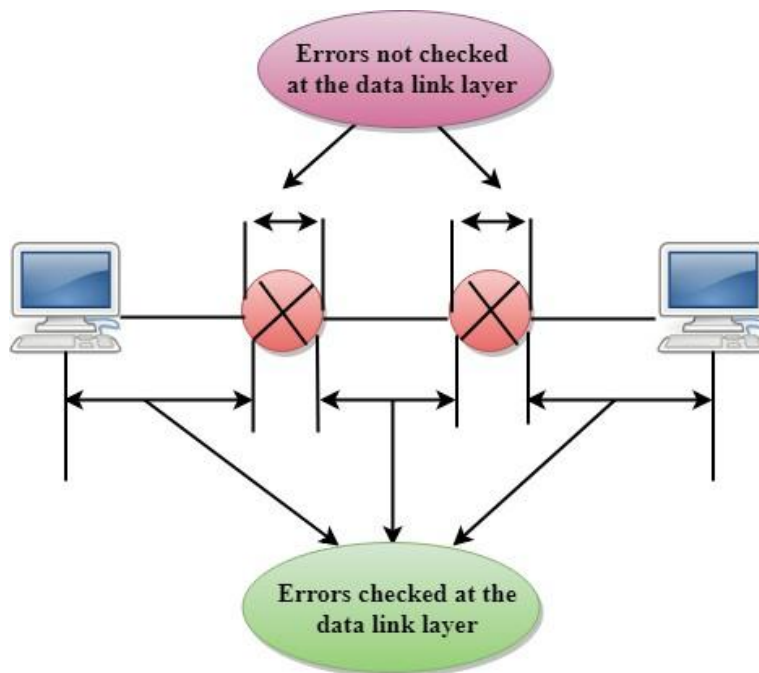 Errors not checked
at the data link layer
Errors checked at the
data link layer